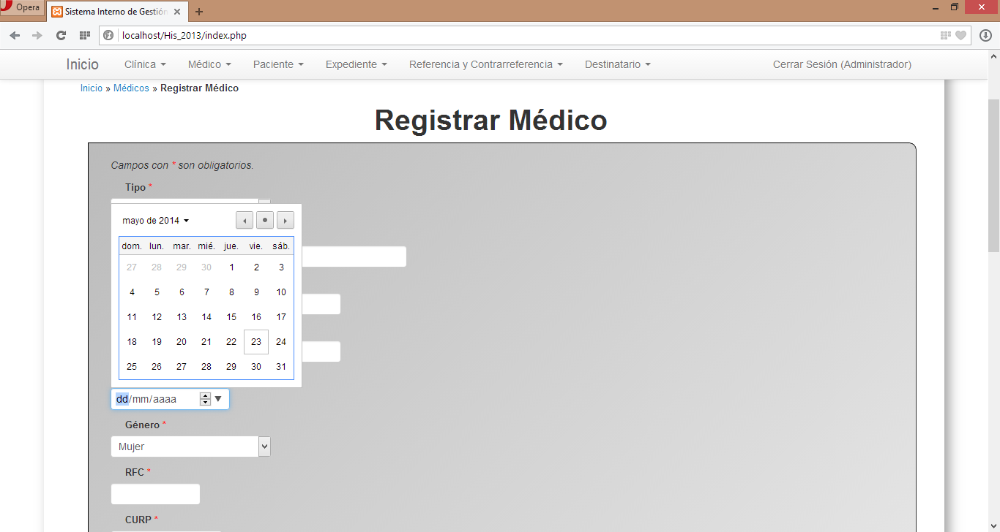 Opera
Sistema Interno de Gestión
localhost/His_2013/index.php
Inicio Clínica Médico Paciente Expediente Referencia y Contrarreferencia Destinatario Cerrar Sesión (Administrador)
Inicio » Médicos » Registrar Médico
Registrar Médico
Campos con * son obligatorios.
Tipo *
mayo de 2014
dom. lun. mar. mié. jue. vie. sáb.
27 28 29 30 1 2 3
4 5 6 7 8 9 10
11 12 13 14 15 16 17
18 19 20 21 22 23 24
25 26 27 28 29 30 31
dd/mm/aaaa
Género *
Mujer
RFC *
CURP *